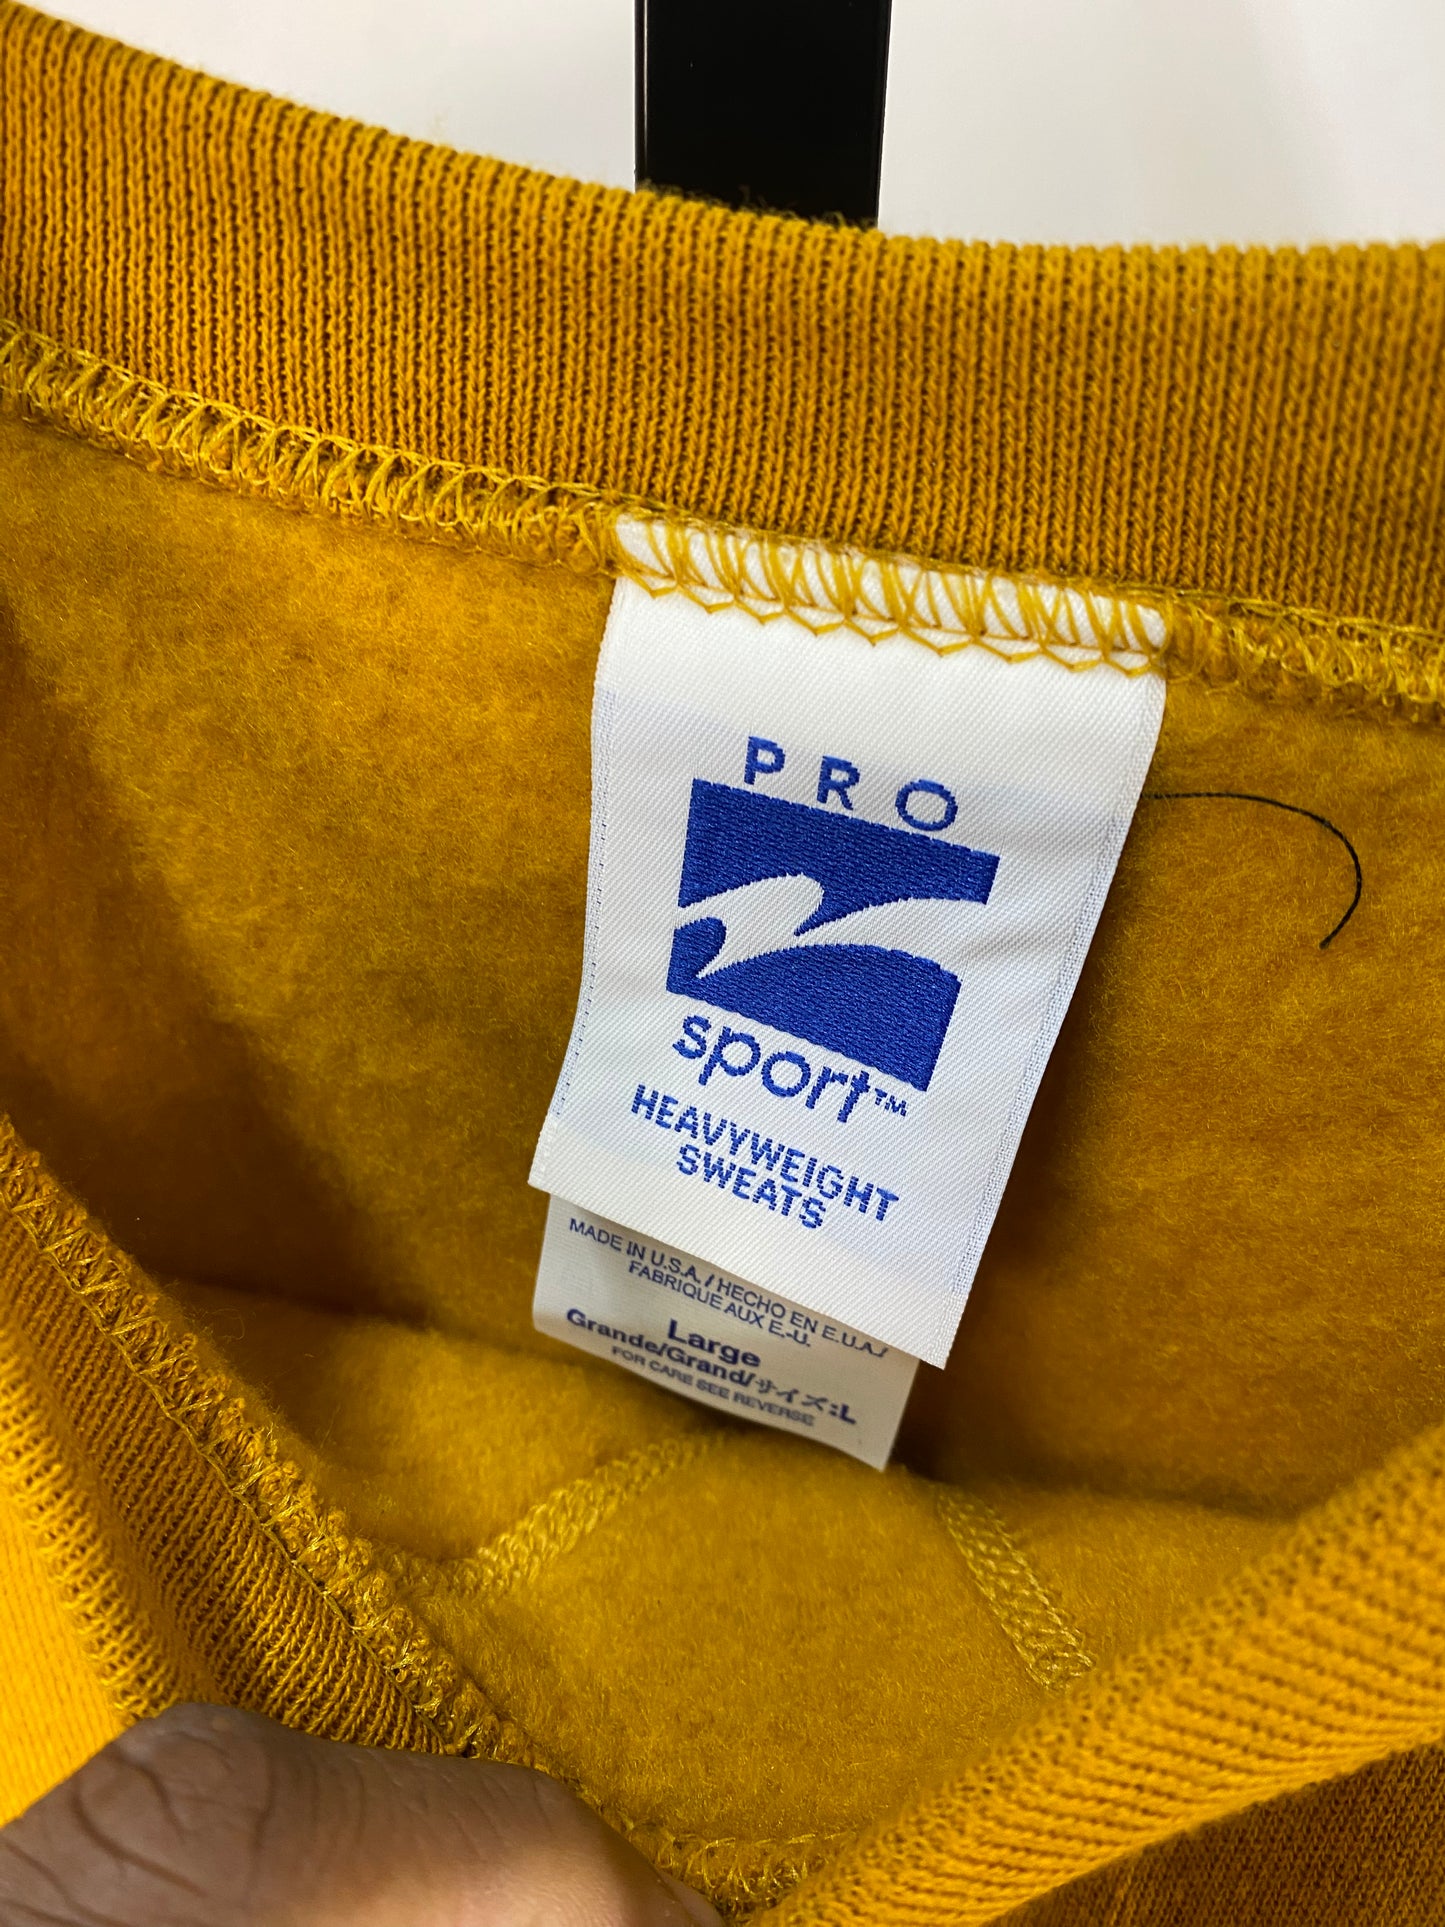 PRO
sport™
HEAVYWEIGHT
SWEATS
MADE IN U.S.A./HECHO EN E.U.A./
FABRIQUE AUX E.-U.
Large
Grande/Grand/サイズ:L
FOR CARE SEE REVERSE